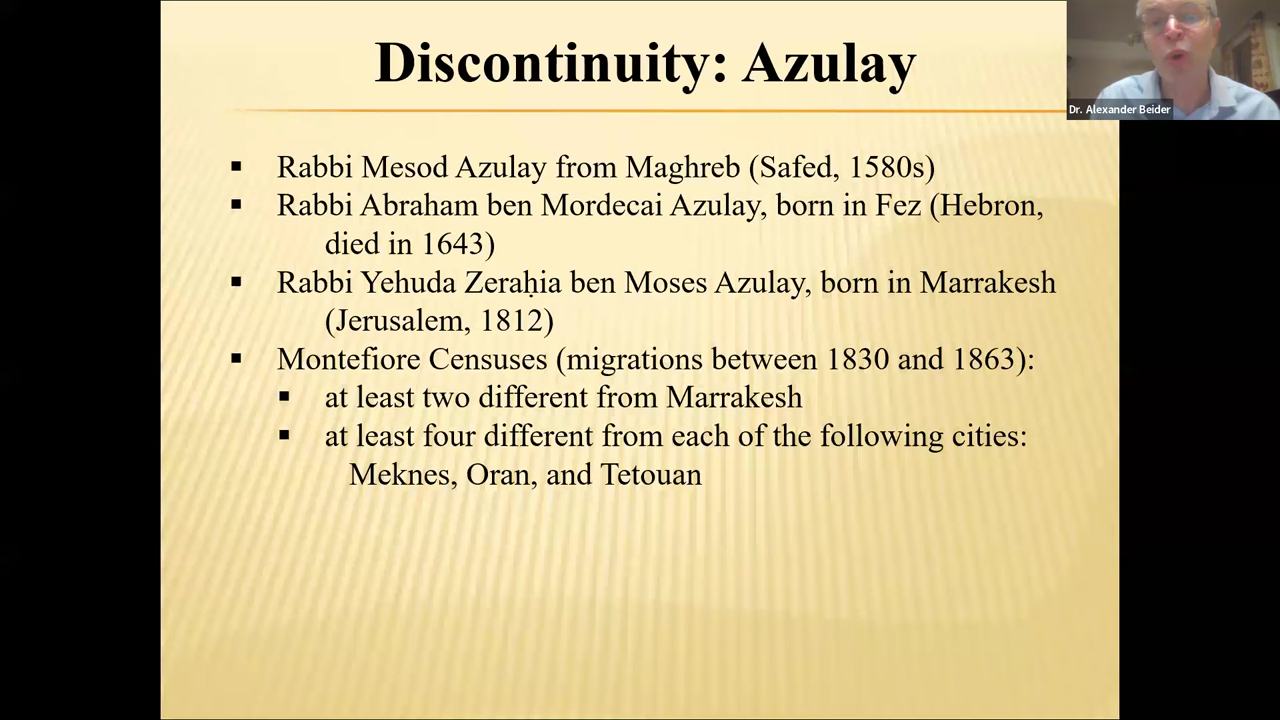 Discontinuity: Azulay
Dr. Alexander Beider
▪ Rabbi Mesod Azulay from Maghreb (Safed, 1580s)
▪ Rabbi Abraham ben Mordecai Azulay, born in Fez (Hebron,
died in 1643)
▪ Rabbi Yehuda Zeraḥia ben Moses Azulay, born in Marrakesh
(Jerusalem, 1812)
▪ Montefiore Censuses (migrations between 1830 and 1863):
▪ at least two different from Marrakesh
▪ at least four different from each of the following cities:
Meknes, Oran, and Tetouan